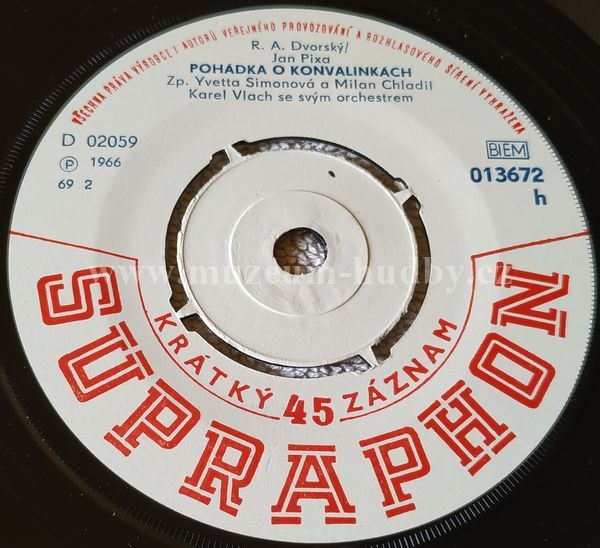 VŠECHNA PRÁVA VÝROBCE I AUTORŮ VEŘEJNÉHO PROVOZOVÁNÍ A ROZHLASOVÉHO ŠÍŘENÍ VYHRAŽENA
R. A. Dvorský/
Jan Pixa
POHÁDKA O KONVALINKÁCH
Zp. Yvetta Simonová a Milan Chladil
Karel Vlach se svým orchestrem
D 02059
Ⓟ 1966
69 2
BIEM
013672
h
www.muzeum-hudby.cz
KRÁTKÝ 45 ZÁZNAM
SUPRAPHON